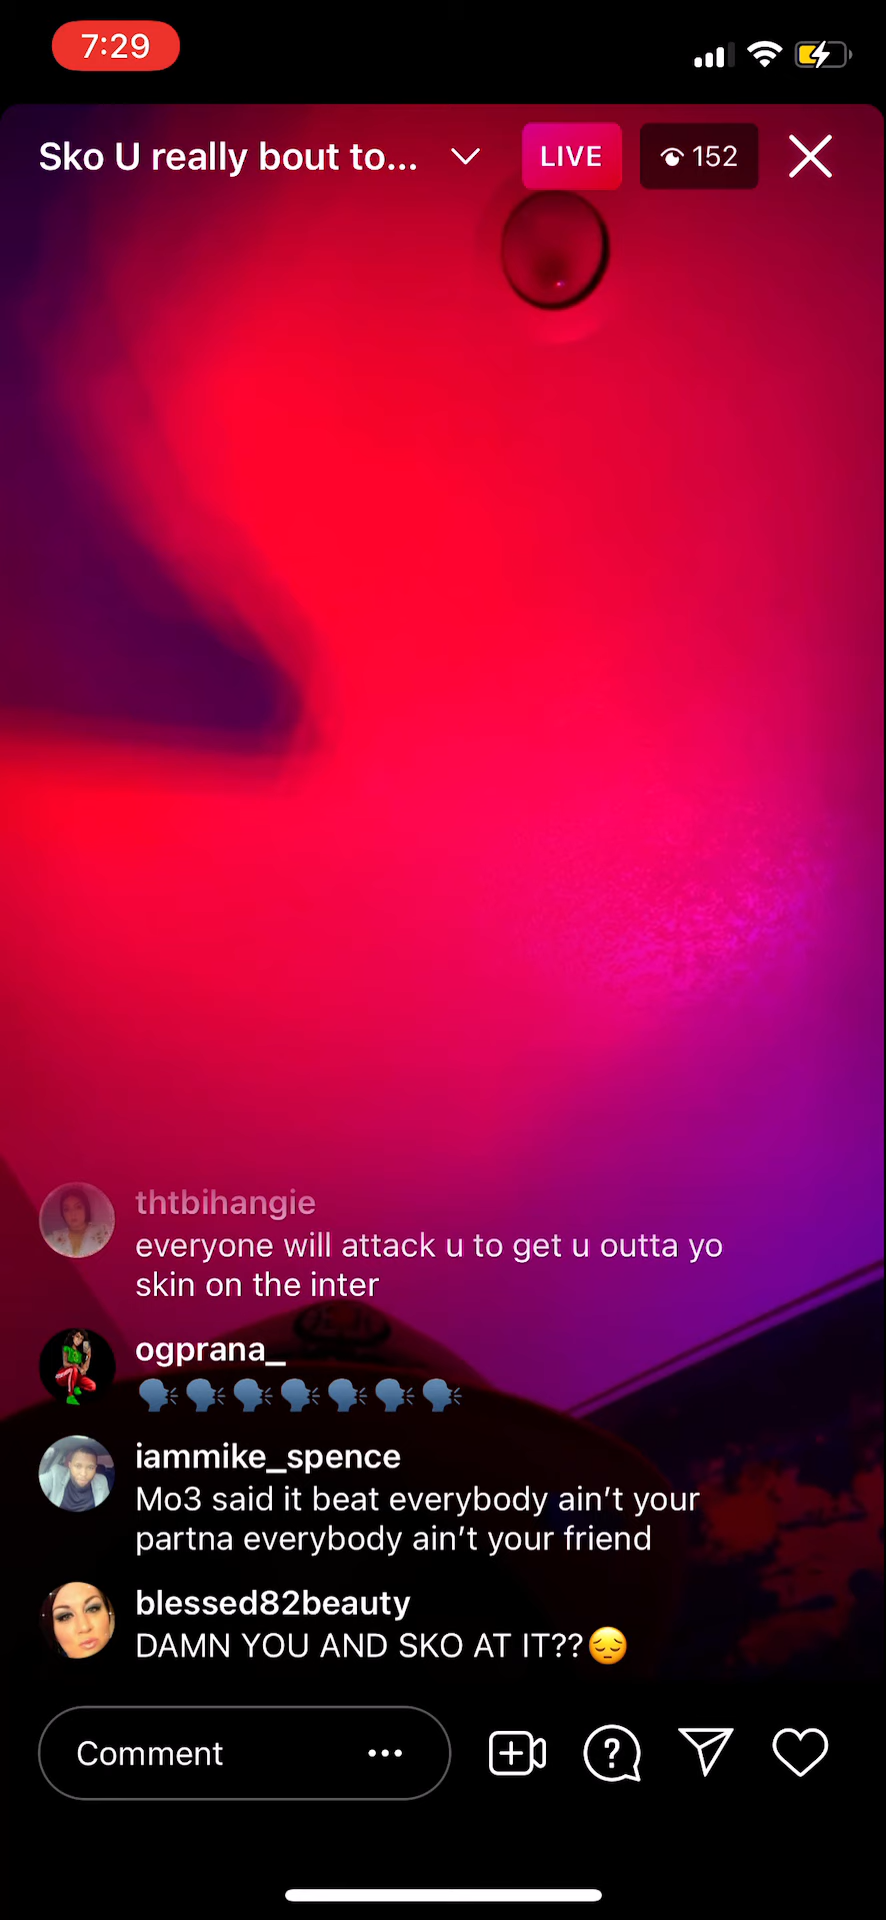 7:29
Sko U really bout to...
LIVE
152
thtbihangie
everyone will attack u to get u outta yo
skin on the inter
ogprana_
🗣🗣🗣🗣🗣🗣🗣
iammike_spence
Mo3 said it beat everybody ain't your
partna everybody ain't your friend
blessed82beauty
DAMN YOU AND SKO AT IT??😔
Comment